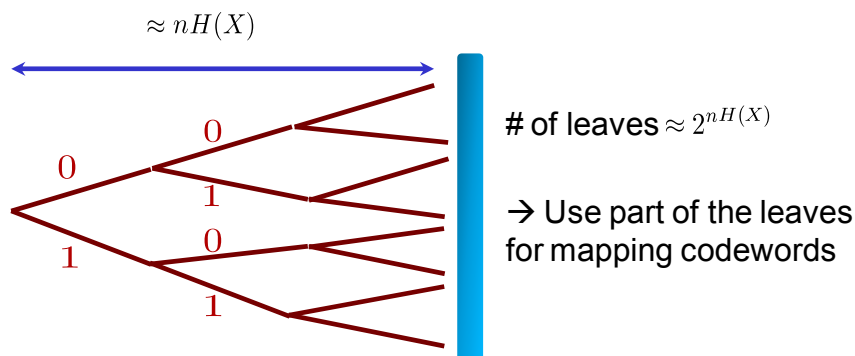 ≈ nH(X)
0
# of leaves ≈ 2^{nH(X)}
0
1
→ Use part of the leaves
for mapping codewords
0
1
1